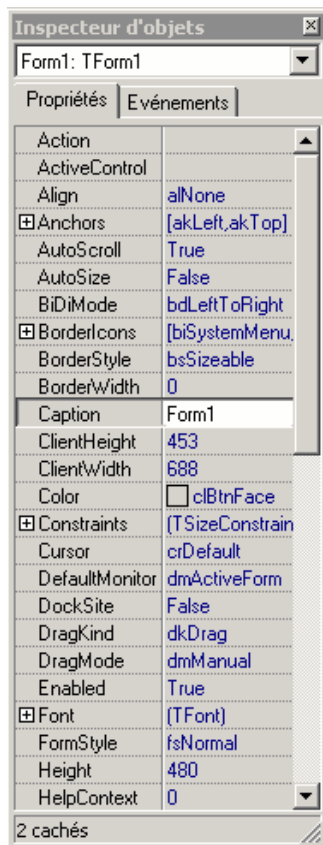 Inspecteur d'objets
Form1: TForm1
Propriétés Evénements
Action
ActiveControl
Align alNone
Anchors [akLeft,akTop]
AutoScroll True
AutoSize False
BiDiMode bdLeftToRight
BorderIcons [biSystemMenu,
BorderStyle bsSizeable
BorderWidth 0
Caption Form1
ClientHeight 453
ClientWidth 688
Color clBtnFace
Constraints (TSizeConstrain
Cursor crDefault
DefaultMonitor dmActiveForm
DockSite False
DragKind dkDrag
DragMode dmManual
Enabled True
Font (TFont)
FormStyle fsNormal
Height 480
HelpContext 0
2 cachés